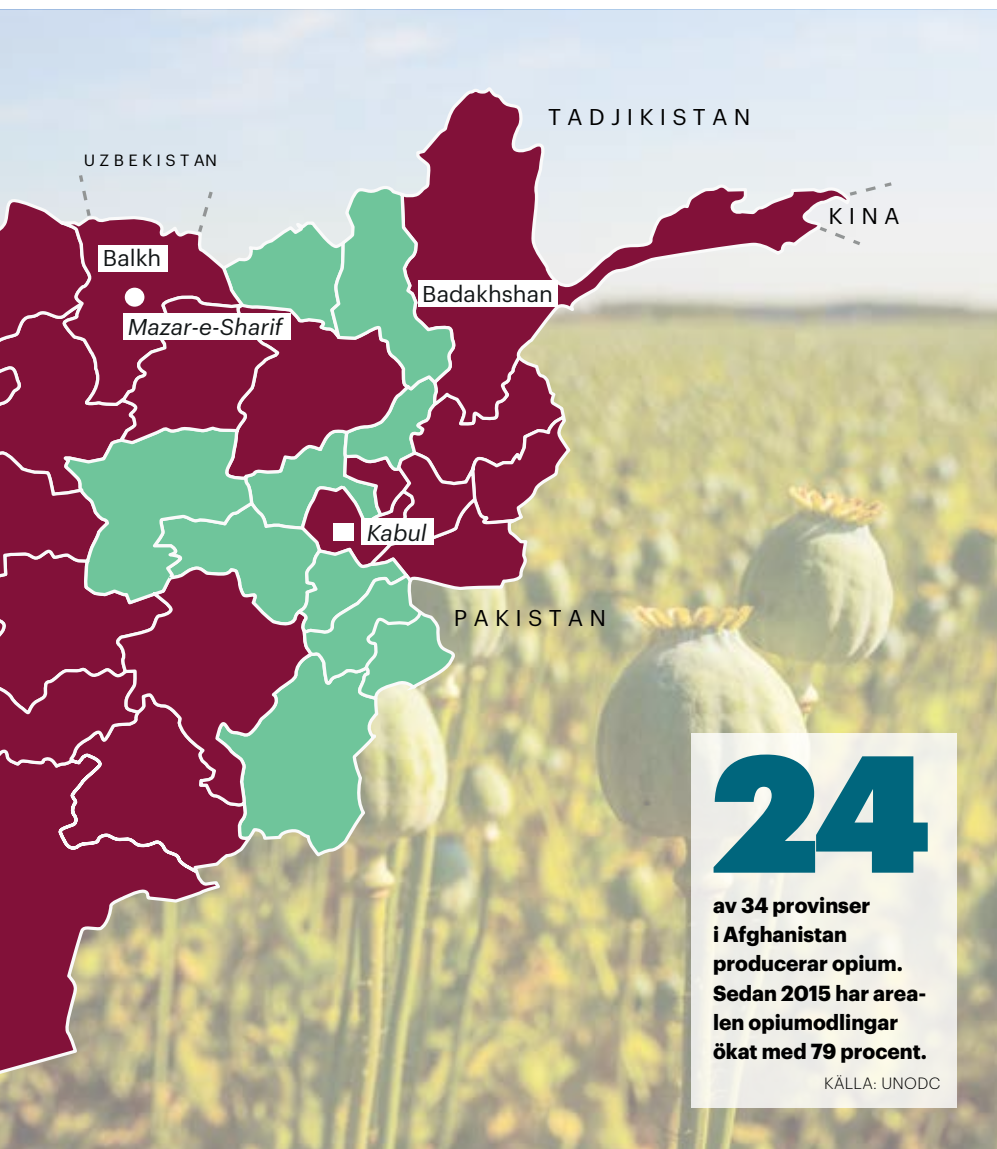 TADJIKISTAN
UZBEKISTAN
KINA
Balkh
Badakhshan
Mazar-e-Sharif
Kabul
PAKISTAN
24
av 34 provinser
i Afghanistan
producerar opium.
Sedan 2015 har area-
len opiumodlingar
ökat med 79 procent.
KÄLLA: UNODC